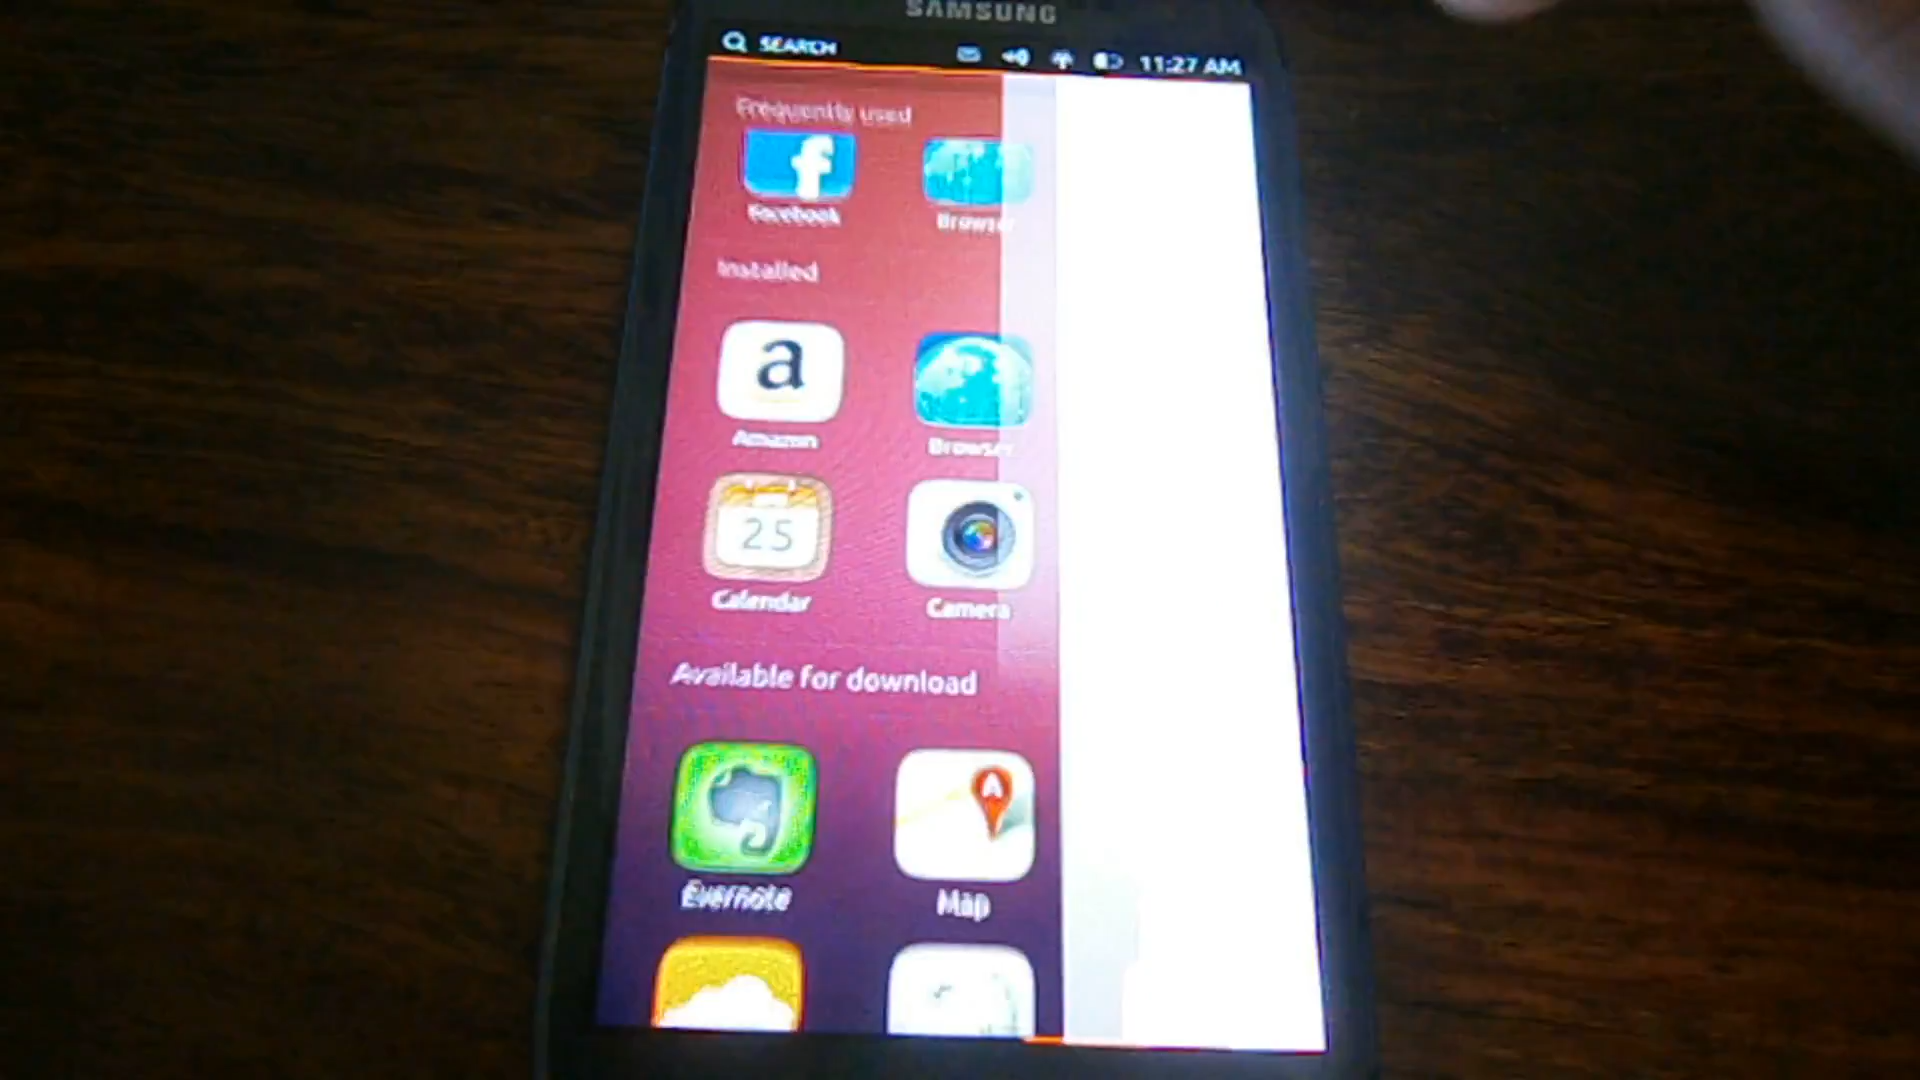 SAMSUNG
SEARCH 11:27 AM
Frequently used
f
Facebook Browser
Installed
a
Amazon Browser
25
Calendar Camera
Available for download
A
Evernote Map